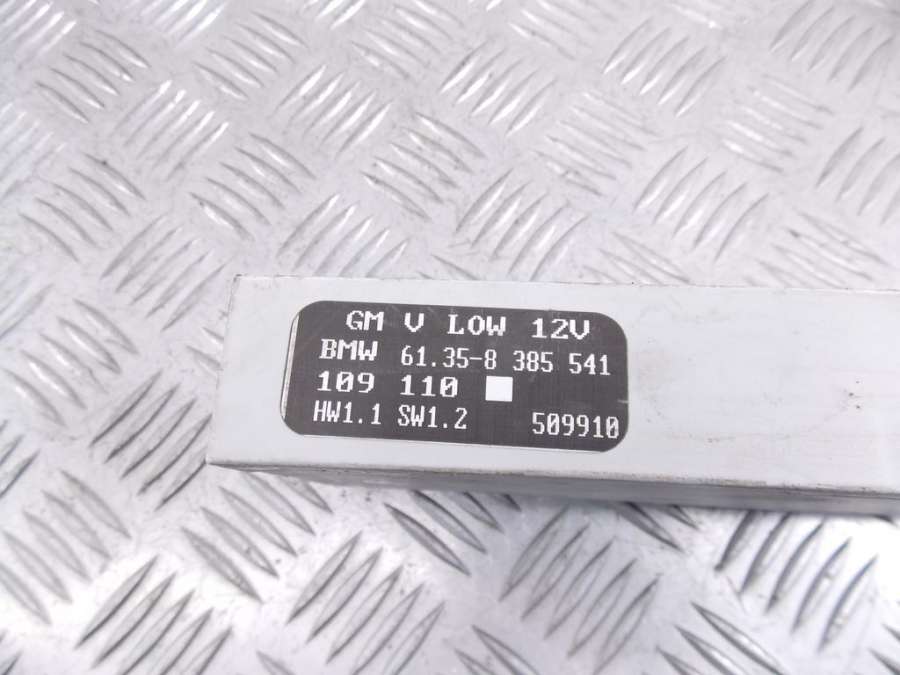 GM V LOW 12V
BMW 61.35-8 385 541
109 110
HW1.1 SW1.2 509910